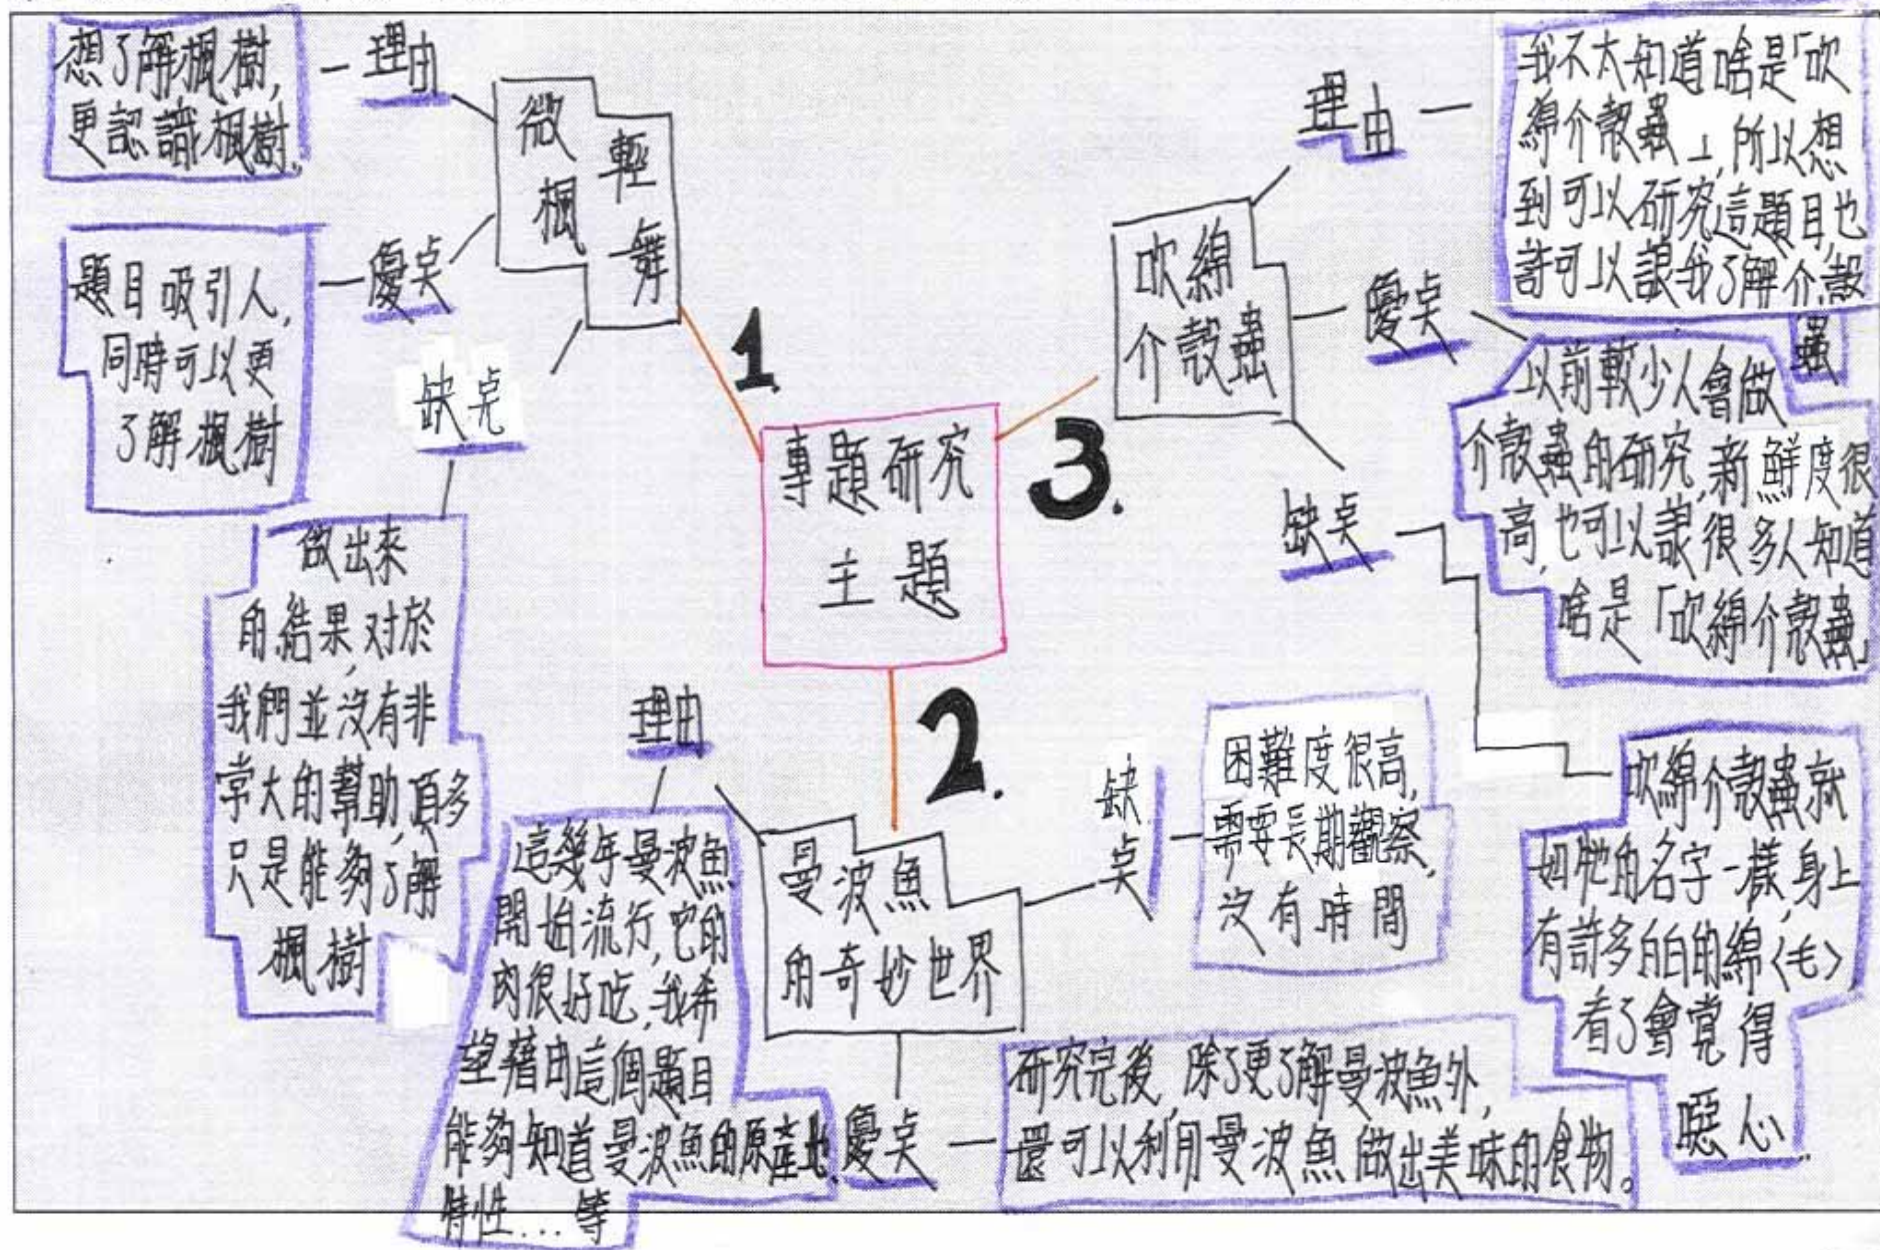 專題研究
主題
1.
微楓
輕舞
理由
想了解楓樹,
更認識楓樹。
優点
題目吸引人,
同時可以更
了解楓樹
缺点
做出來
的結果,对於
我們並沒有非
常大的幫助,頂多
只是能夠了解
楓樹
2.
曼波魚
的奇妙世界
理由
這幾年曼波魚
開始流行,它的
肉很好吃,我希
望藉由這個題目
能夠知道曼波魚的原產地
特性...等
優点
研究完後,除了更了解曼波魚外,
還可以利用曼波魚做出美味的食物。
缺点
困難度很高,
需要長期觀察,
沒有時間
3.
吹綿
介殼蟲
理由
我不太知道啥是「吹
綿介殼蟲」,所以想
到可以研究這題目,也
許可以讓我了解介殼
蟲
優点
以前較少人會做
介殼蟲的研究,新鮮度很
高,也可以讓很多人知道
啥是「吹綿介殼蟲」
缺点
吹綿介殼蟲就
如牠的名字一樣,身上
有許多白白的綿<毛>
看了會覺得
噁心..